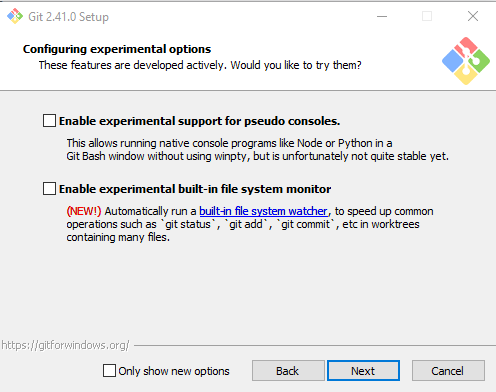 Git 2.41.0 Setup
Configuring experimental options
These features are developed actively. Would you like to try them?
Enable experimental support for pseudo consoles.
This allows running native console programs like Node or Python in a
Git Bash window without using winpty, but is unfortunately not quite stable yet.
Enable experimental built-in file system monitor
(NEW!) Automatically run a built-in file system watcher, to speed up common
operations such as `git status`, `git add`, `git commit`, etc in worktrees
containing many files.
https://gitforwindows.org/
Only show new options
Back
Next
Cancel